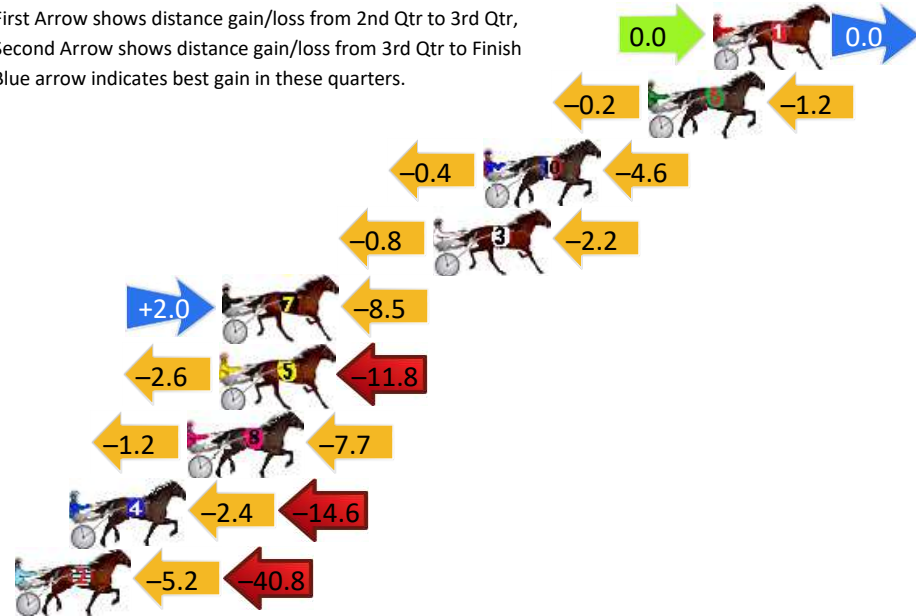 First Arrow shows distance gain/loss from 2nd Qtr to 3rd Qtr,
Second Arrow shows distance gain/loss from 3rd Qtr to Finish
Blue arrow indicates best gain in these quarters.
0.0 1 0.0
–0.2 –1.2
–0.4 10 –4.6
–0.8 3 –2.2
+2.0 7 –8.5
–2.6 5 –11.8
–1.2 8 –7.7
4 –2.4 –14.6
2 –5.2 –40.8